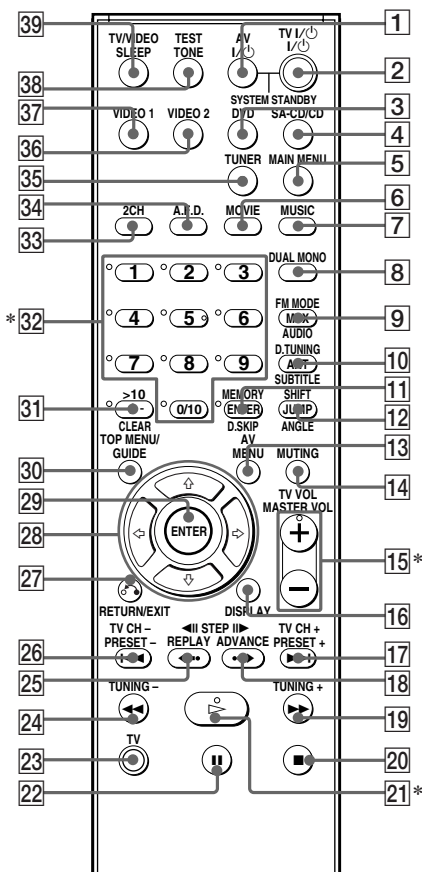 39 TV/VIDEO SLEEP TEST TONE AV I/⏻ TV I/⏻ I/⏻ 1
38 2
SYSTEM STANDBY
37 VIDEO 1 VIDEO 2 DVD SA-CD/CD 3
36 4
35 TUNER MAIN MENU 5
34 6
33 2CH A.F.D. MOVIE MUSIC 7
DUAL MONO 8
1 2 3
FM MODE
*32 4 5 6 MIX 9
AUDIO
D.TUNING 10
7 8 9 ANT
SUBTITLE 11
>10 MEMORY SHIFT
31 - 0/10 ENTER JUMP 12
CLEAR D.SKIP ANGLE
TOP MENU/GUIDE AV MENU MUTING 13
30 14
29 TV VOL
MASTER VOL
28 ENTER + 15*
−
27 16
RETURN/EXIT DISPLAY
TV CH – ◀II STEP II▶ TV CH +
26 PRESET – REPLAY ADVANCE PRESET + 17
25 18
TUNING – TUNING +
24 19
TV
23 20
22 21*